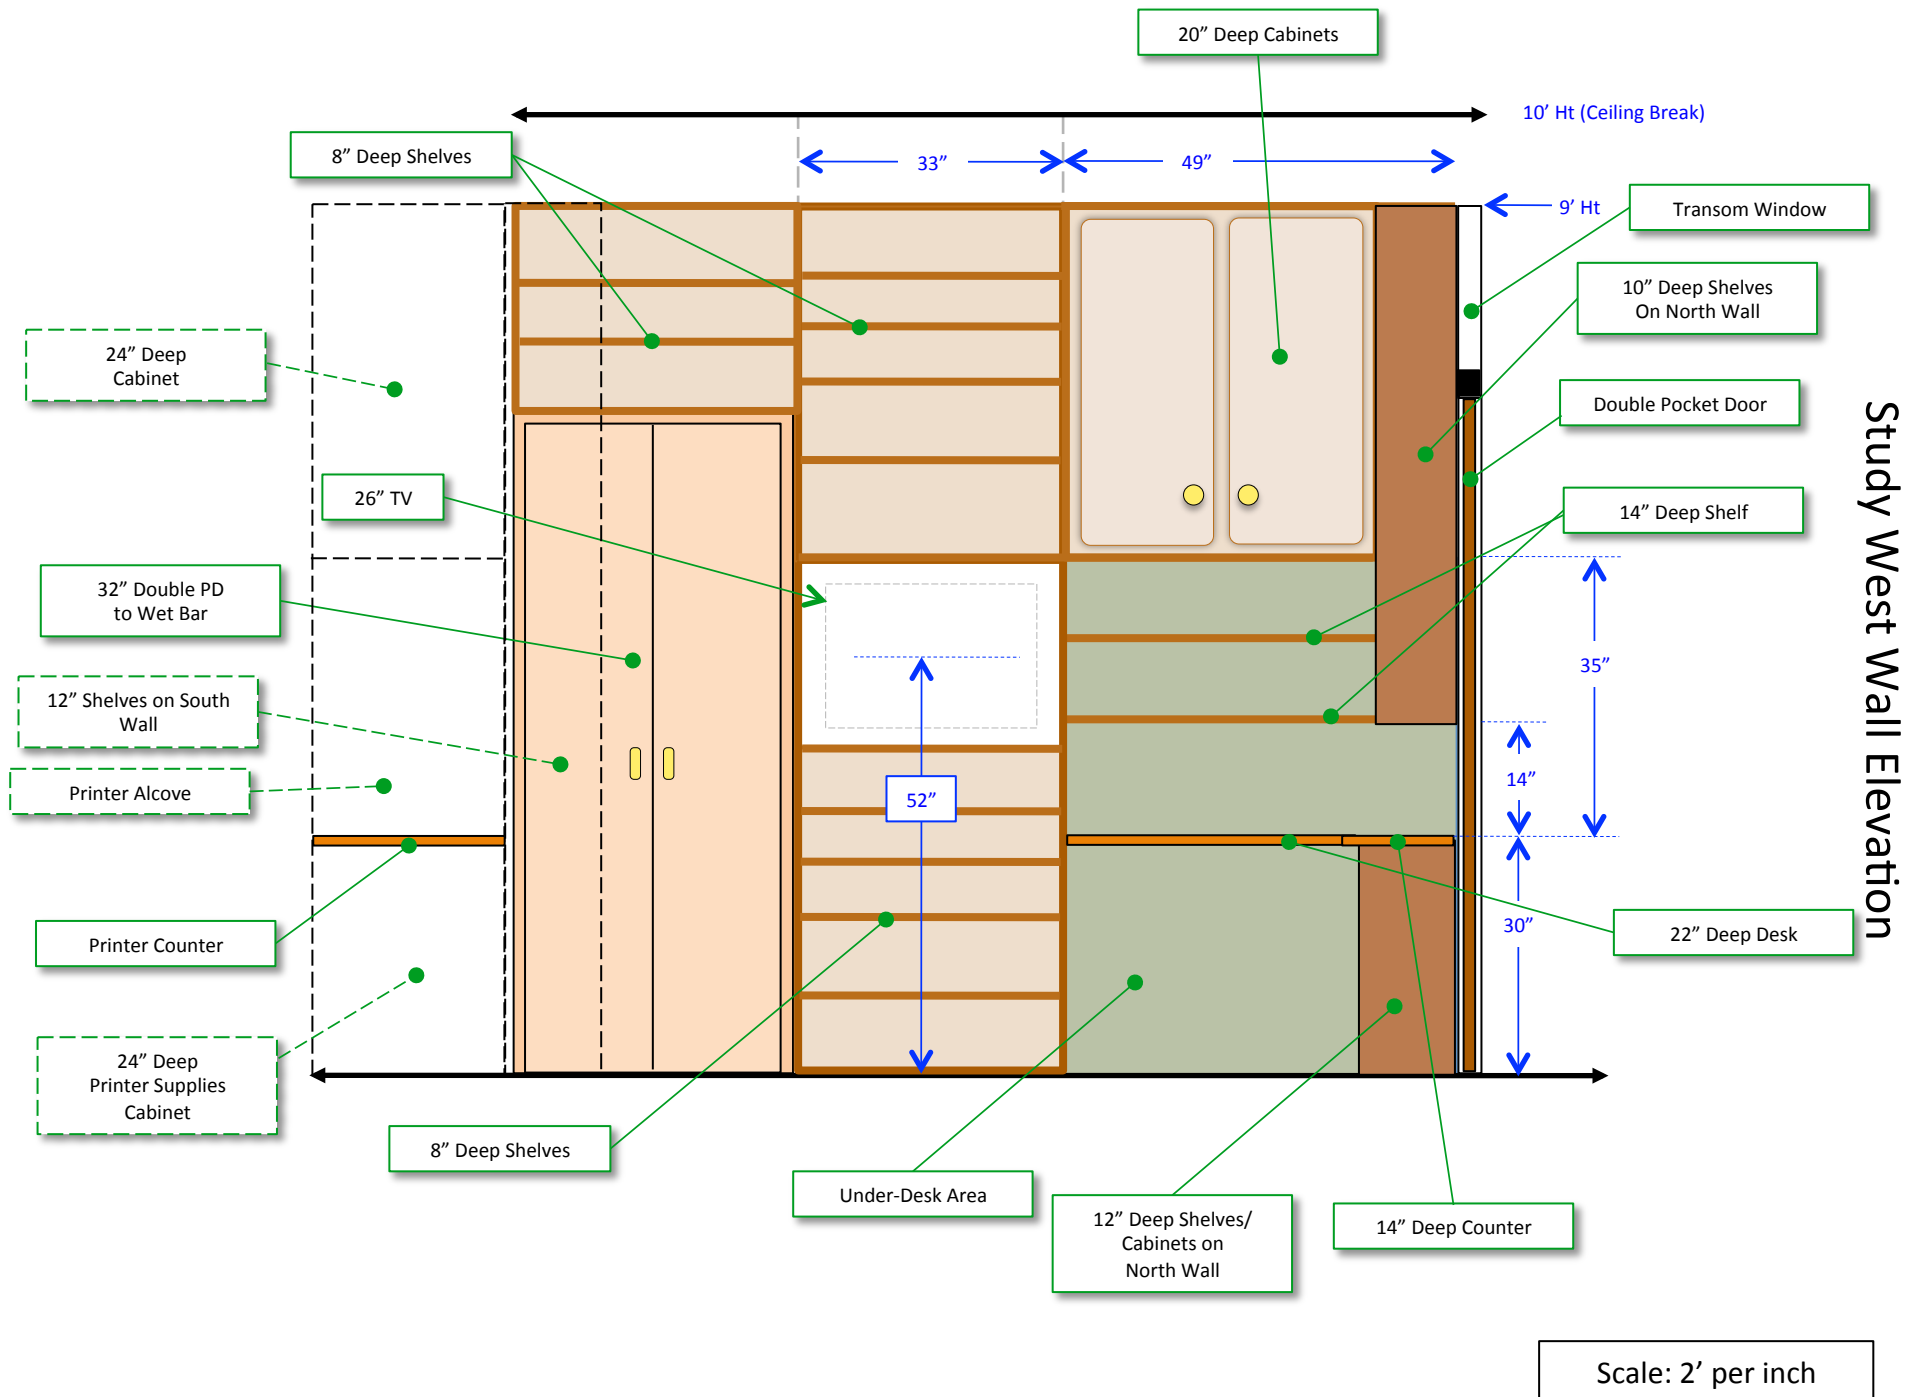 20” Deep Cabinets
10’ Ht (Ceiling Break)
8” Deep Shelves
33”
49”
9’ Ht
Transom Window
10” Deep Shelves
On North Wall
24” Deep
Cabinet
Double Pocket Door
26” TV
14” Deep Shelf
Study West Wall Elevation
32” Double PD
to Wet Bar
35”
12” Shelves on South
Wall
14”
Printer Alcove
52”
Printer Counter
30”
22” Deep Desk
24” Deep
Printer Supplies
Cabinet
8” Deep Shelves
Under-Desk Area
12” Deep Shelves/
Cabinets on
North Wall
14” Deep Counter
Scale: 2’ per inch